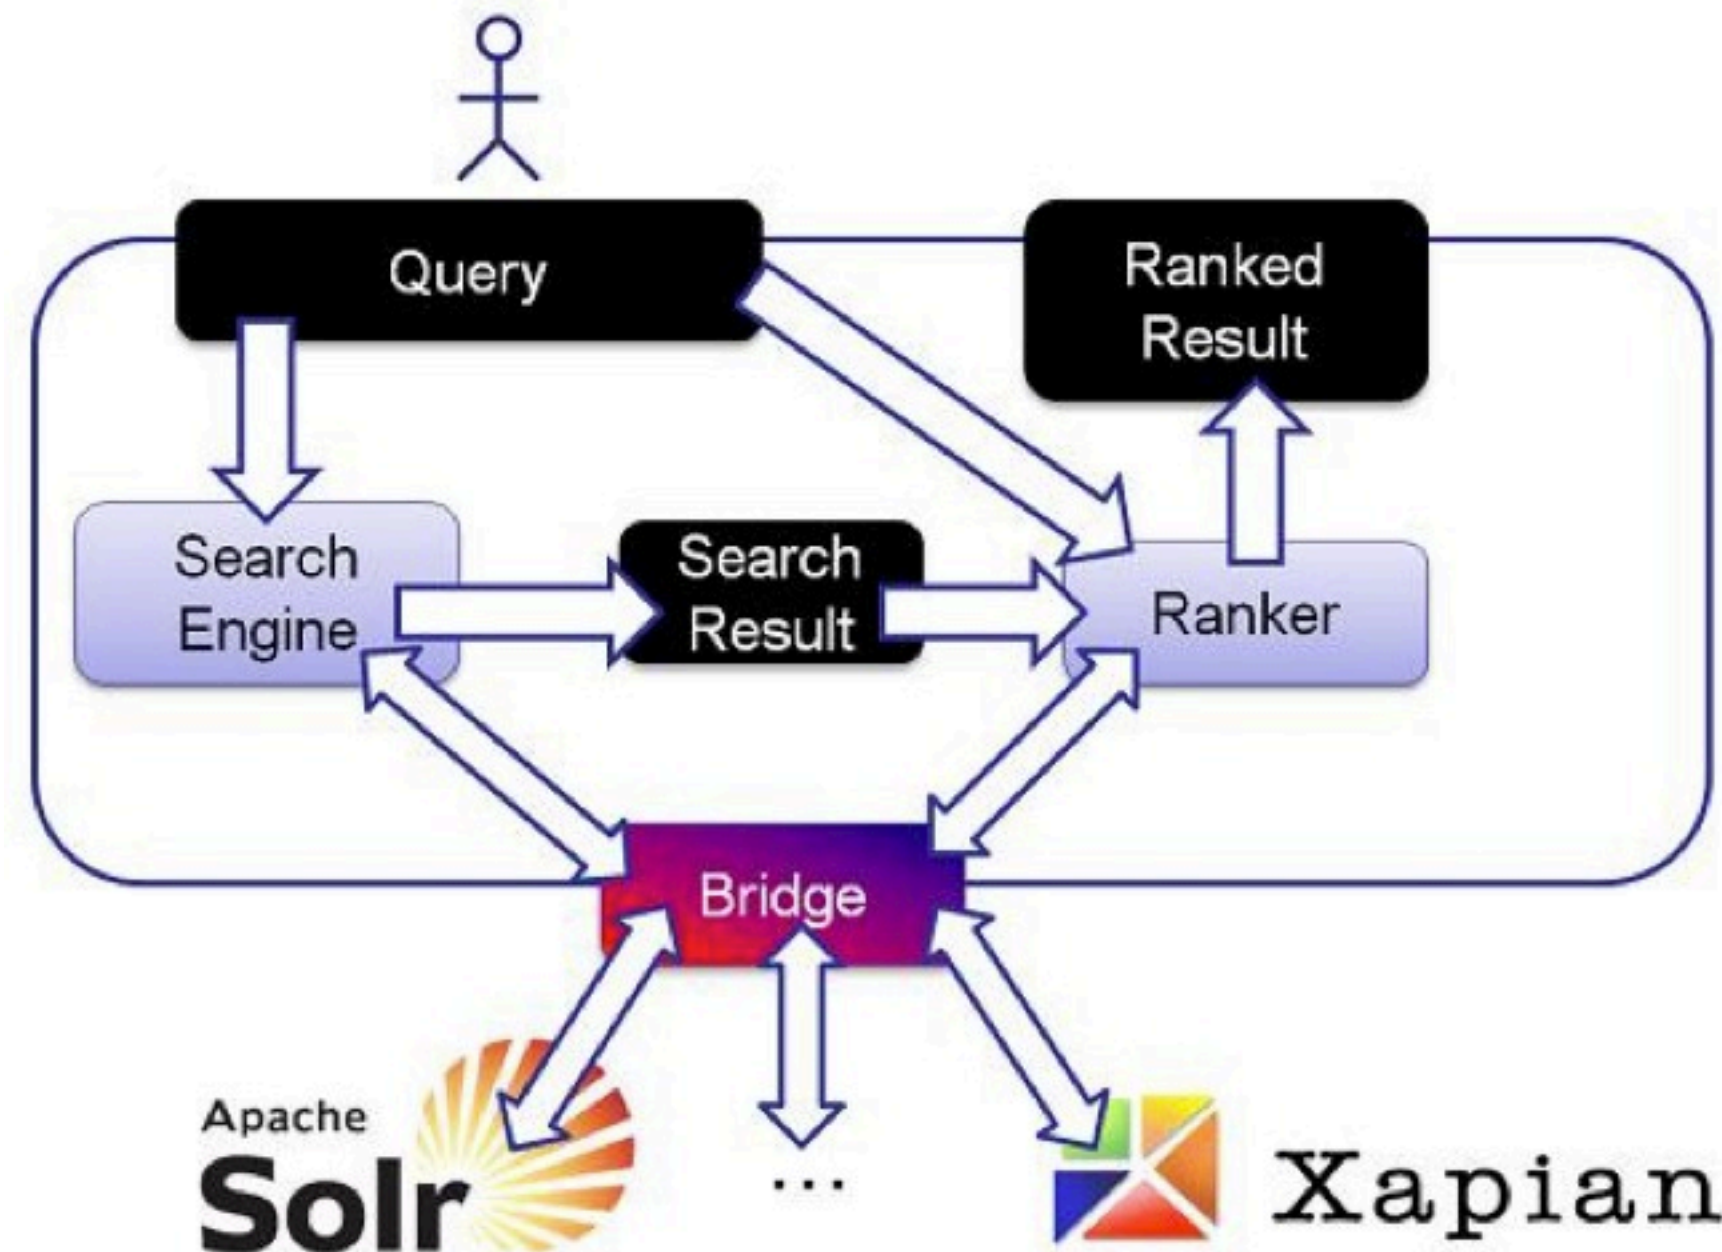 Query
Ranked
Result
Search
Engine
Search
Result
Ranker
Bridge
Apache
Solr
...
Xapian